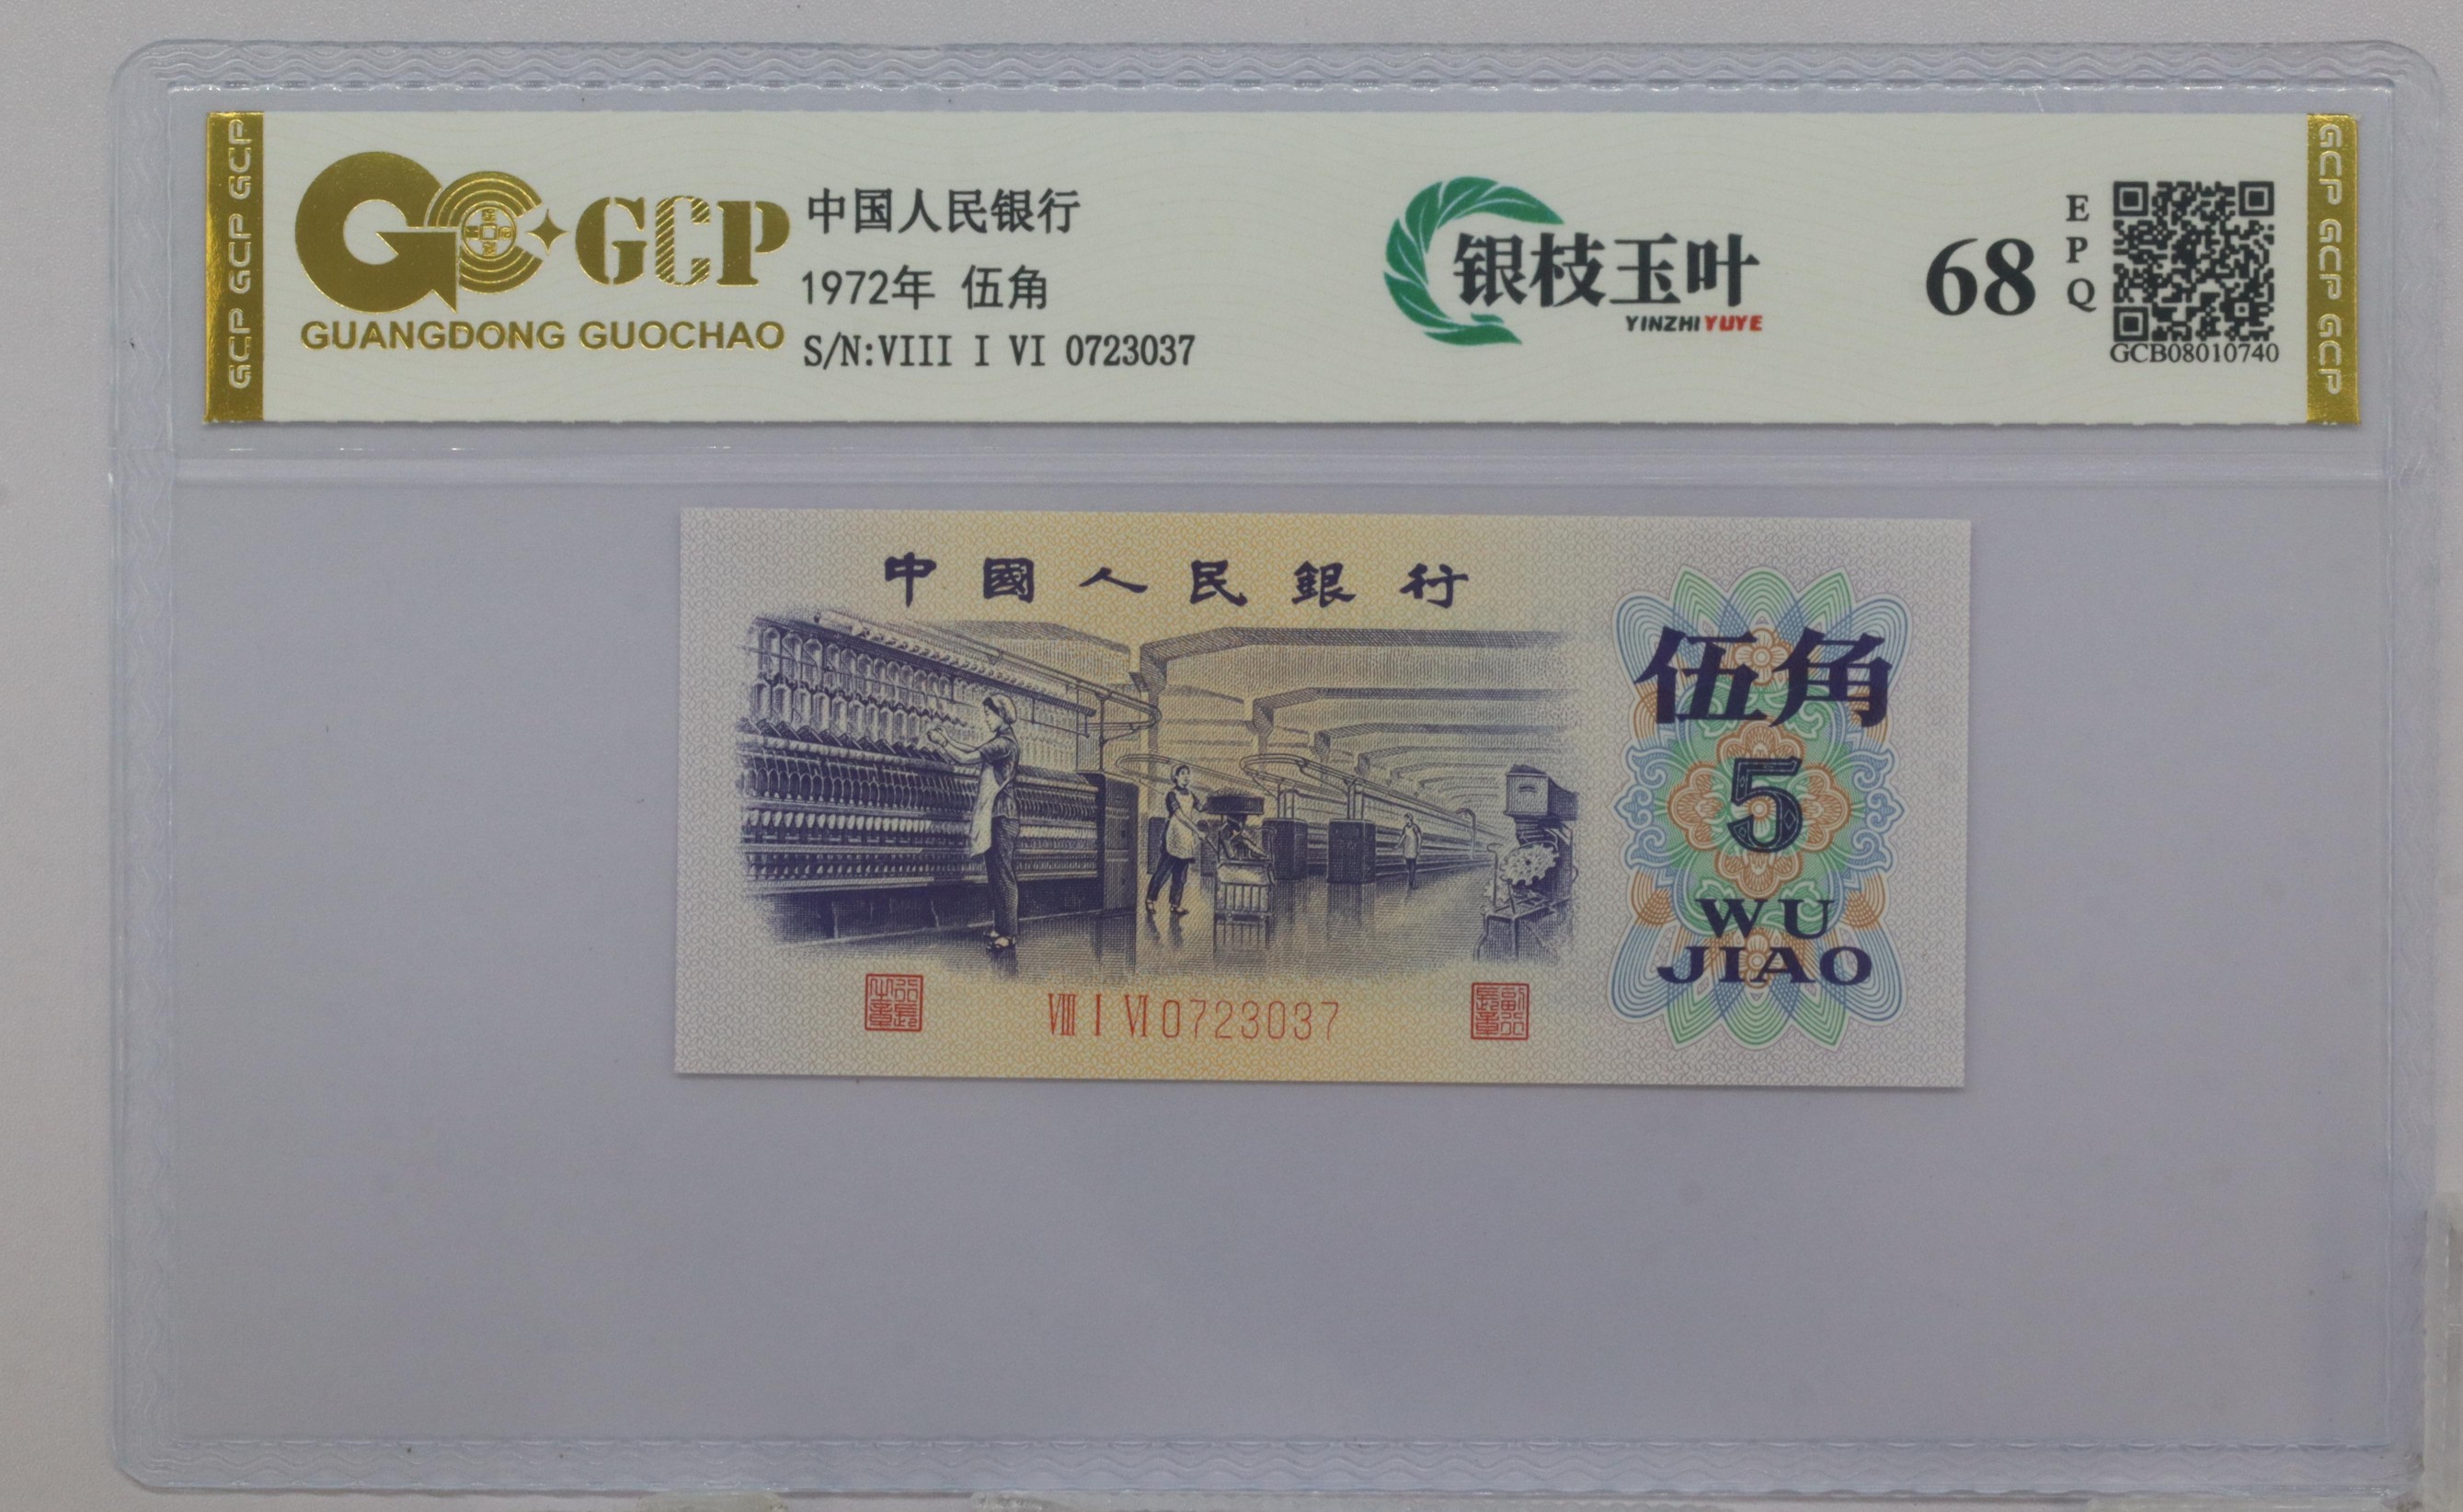 GCP GCP GCP
GCP
GUANGDONG GUOCHAO
中国人民银行
1972年 伍角
S/N:VIII I VI 0723037
银枝玉叶
YINZHI YUYE
68
EPQ
GCB08010740
GCP GCP GCP
中國人民銀行
伍角
5
WU
JIAO
VIII I VI 0723037